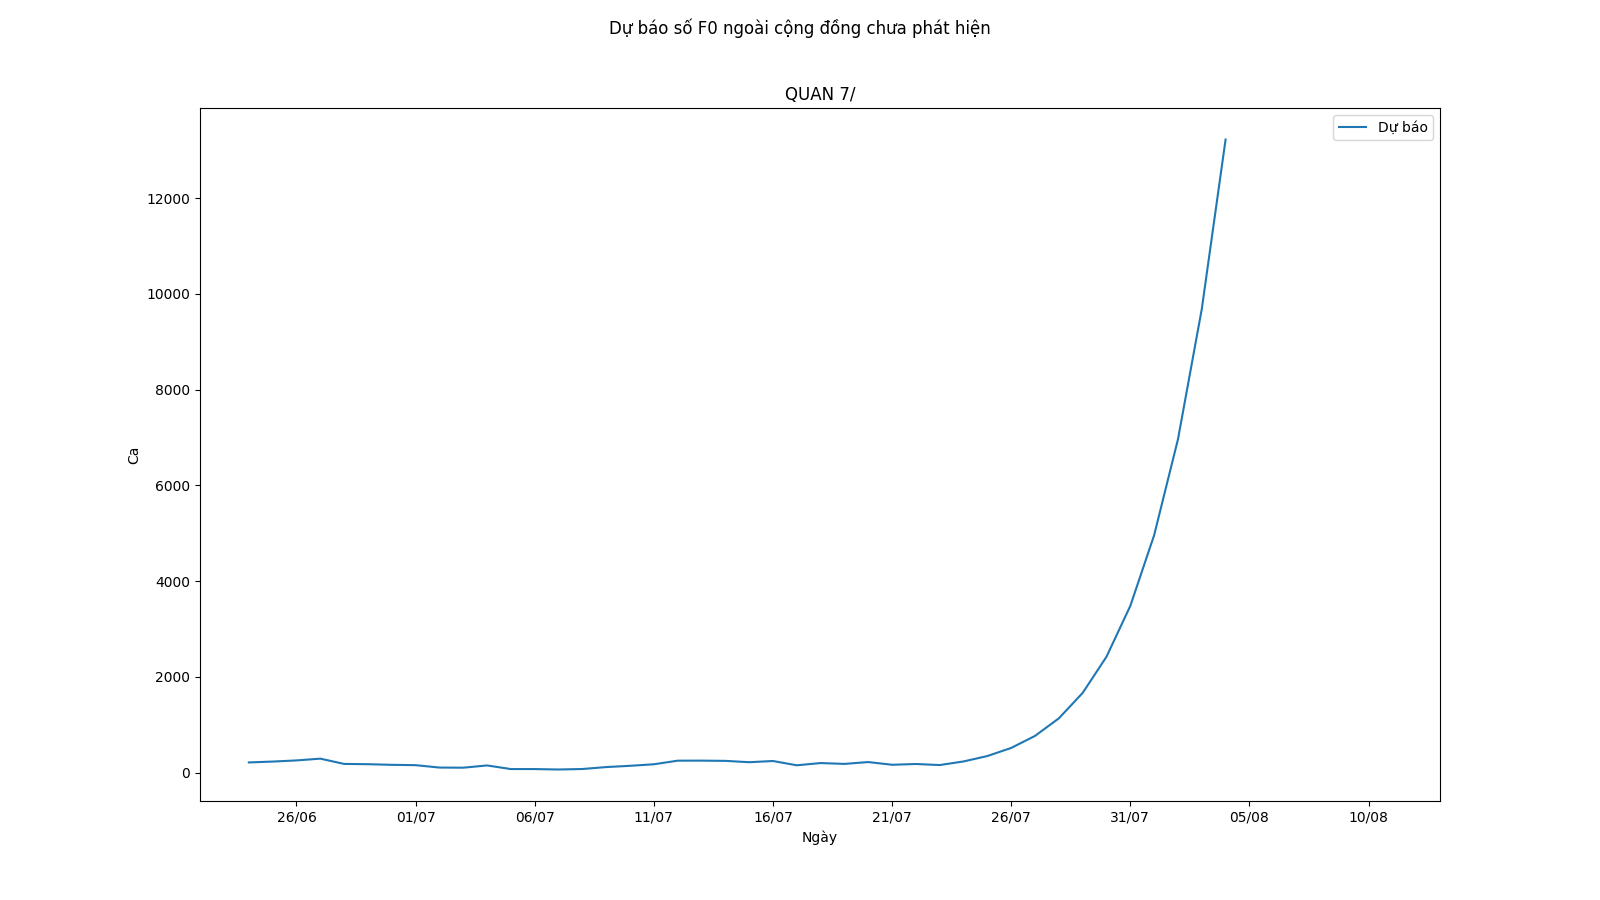 Dự báo số F0 ngoài cộng đồng chưa phát hiện
QUAN 7/
Dự báo
12000
10000
8000
6000
4000
2000
0
Ca
26/06 01/07 06/07 11/07 16/07 21/07 26/07 31/07 05/08 10/08
Ngày